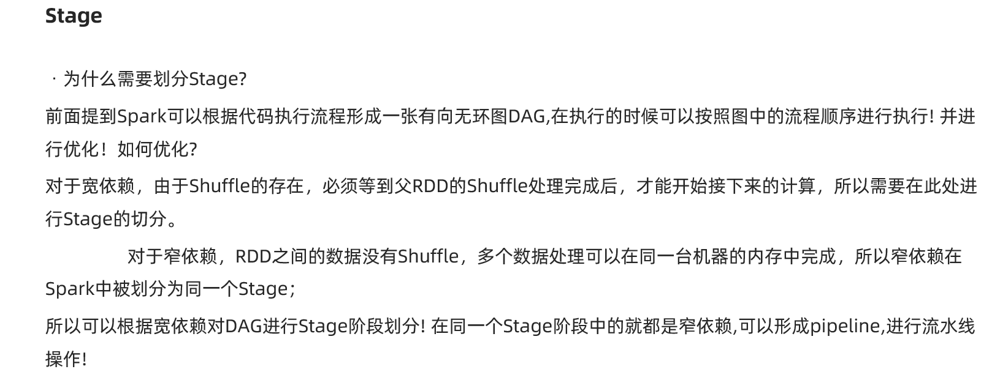 Stage
· 为什么需要划分Stage?
前面提到Spark可以根据代码执行流程形成一张有向无环图DAG,在执行的时候可以按照图中的流程顺序进行执行! 并进
行优化！如何优化?
对于宽依赖，由于Shuffle的存在，必须等到父RDD的Shuffle处理完成后，才能开始接下来的计算，所以需要在此处进
行Stage的切分。
对于窄依赖，RDD之间的数据没有Shuffle，多个数据处理可以在同一台机器的内存中完成，所以窄依赖在
Spark中被划分为同一个Stage；
所以可以根据宽依赖对DAG进行Stage阶段划分! 在同一个Stage阶段中的就都是窄依赖,可以形成pipeline,进行流水线
操作!